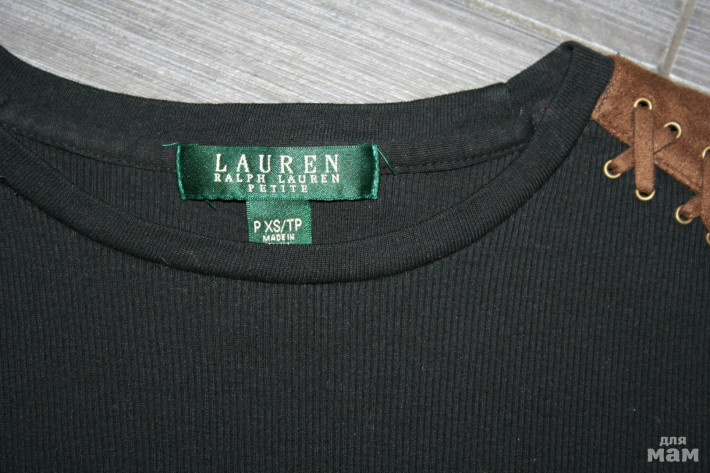 LAUREN
RALPH LAUREN
PETITE
P XS/TP
MADE IN
для
мам